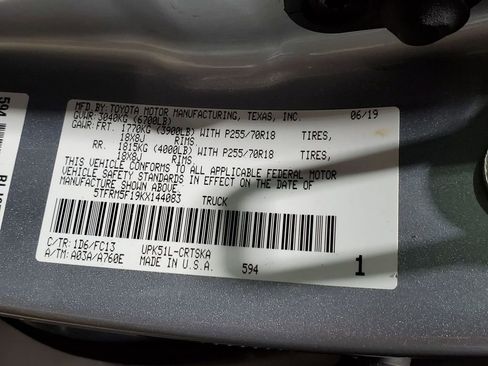 MFD. BY: TOYOTA MOTOR MANUFACTURING, TEXAS, INC. 06/19
GVWR: 3040KG (6700LB)
GAWR: FRT. 1770KG (3900LB) WITH P255/70R18 TIRES,
18X8J RIMS
RR. 1815KG (4000LB) WITH P255/70R18 TIRES,
18X8J RIMS
THIS VEHICLE CONFORMS TO ALL APPLICABLE FEDERAL MOTOR
VEHICLE SAFETY STANDARDS IN EFFECT ON THE DATE OF
MANUFACTURE SHOWN ABOVE.
5TFRM5F19KX144083 TRUCK
C/TR: 1D6/FC13 UPK51L-CRTSKA
A/TM: A03A/A760E MADE IN U.S.A. 594 1
594